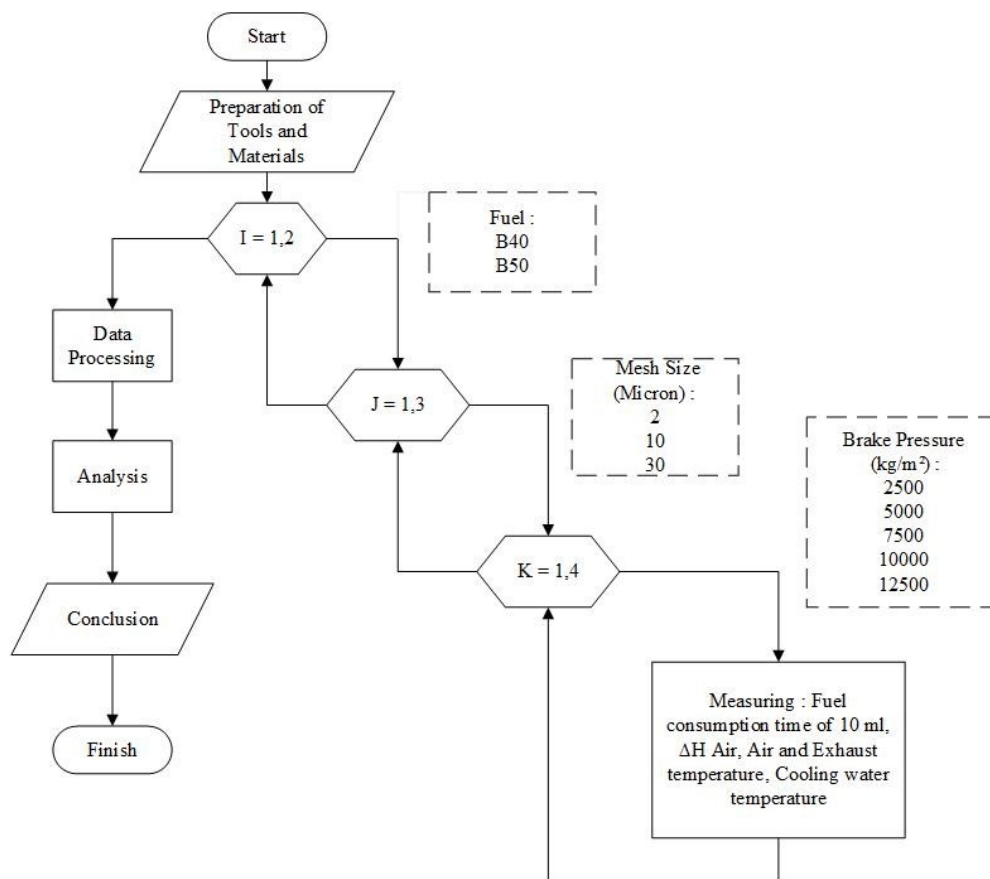 Start
Preparation of
Tools and
Materials
I = 1,2
Fuel :
B40
B50
Data
Processing
J = 1,3
Mesh Size
(Micron) :
2
10
30
Analysis
Brake Pressure
(kg/m²) :
2500
5000
7500
10000
12500
K = 1,4
Conclusion
Measuring : Fuel
consumption time of 10 ml,
ΔH Air, Air and Exhaust
temperature, Cooling water
temperature
Finish